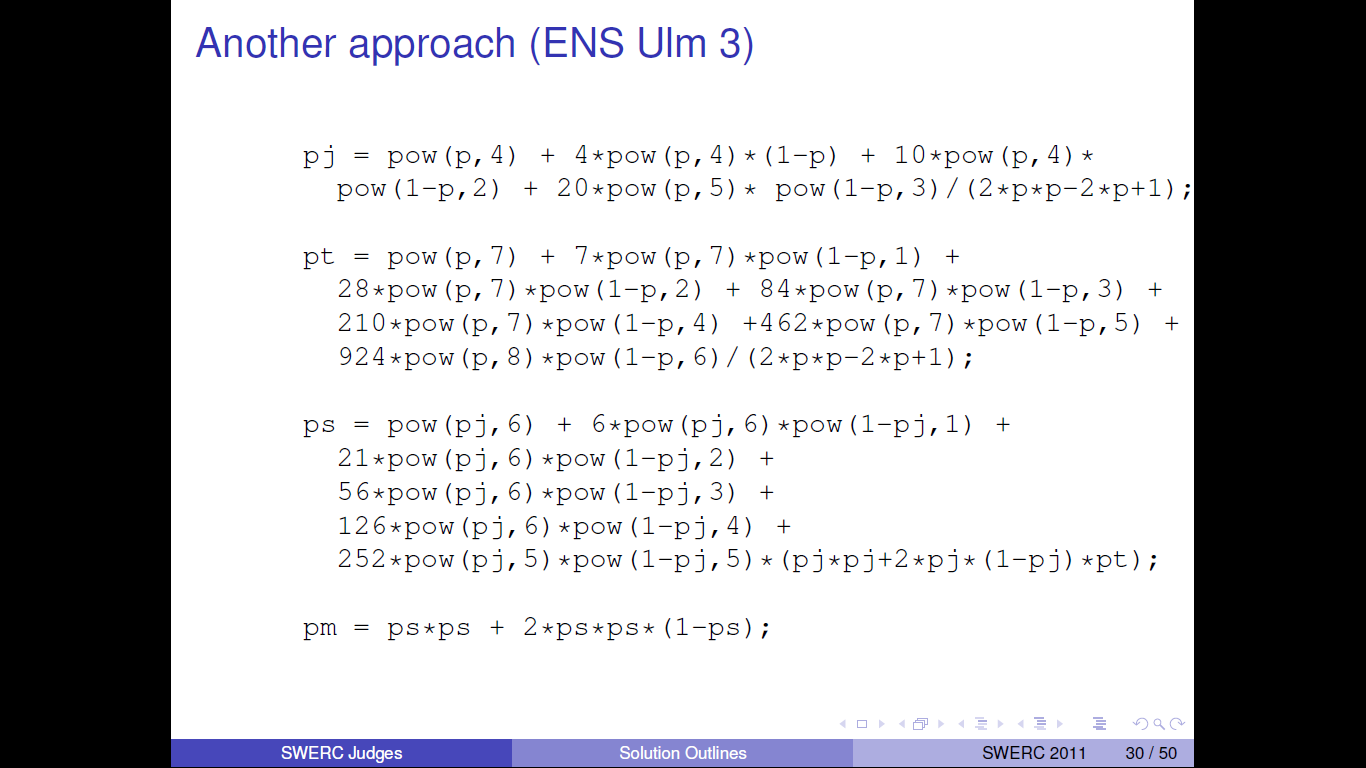 Another approach (ENS Ulm 3)
pj = pow(p,4) + 4*pow(p,4)*(1-p) + 10*pow(p,4)*
pow(1-p,2) + 20*pow(p,5)* pow(1-p,3)/(2*p*p-2*p+1);
pt = pow(p,7) + 7*pow(p,7)*pow(1-p,1) +
28*pow(p,7)*pow(1-p,2) + 84*pow(p,7)*pow(1-p,3) +
210*pow(p,7)*pow(1-p,4) +462*pow(p,7)*pow(1-p,5) +
924*pow(p,8)*pow(1-p,6)/(2*p*p-2*p+1);
ps = pow(pj,6) + 6*pow(pj,6)*pow(1-pj,1) +
21*pow(pj,6)*pow(1-pj,2) +
56*pow(pj,6)*pow(1-pj,3) +
126*pow(pj,6)*pow(1-pj,4) +
252*pow(pj,5)*pow(1-pj,5)*(pj*pj+2*pj*(1-pj)*pt);
pm = ps*ps + 2*ps*ps*(1-ps);
SWERC Judges Solution Outlines SWERC 2011 30 / 50